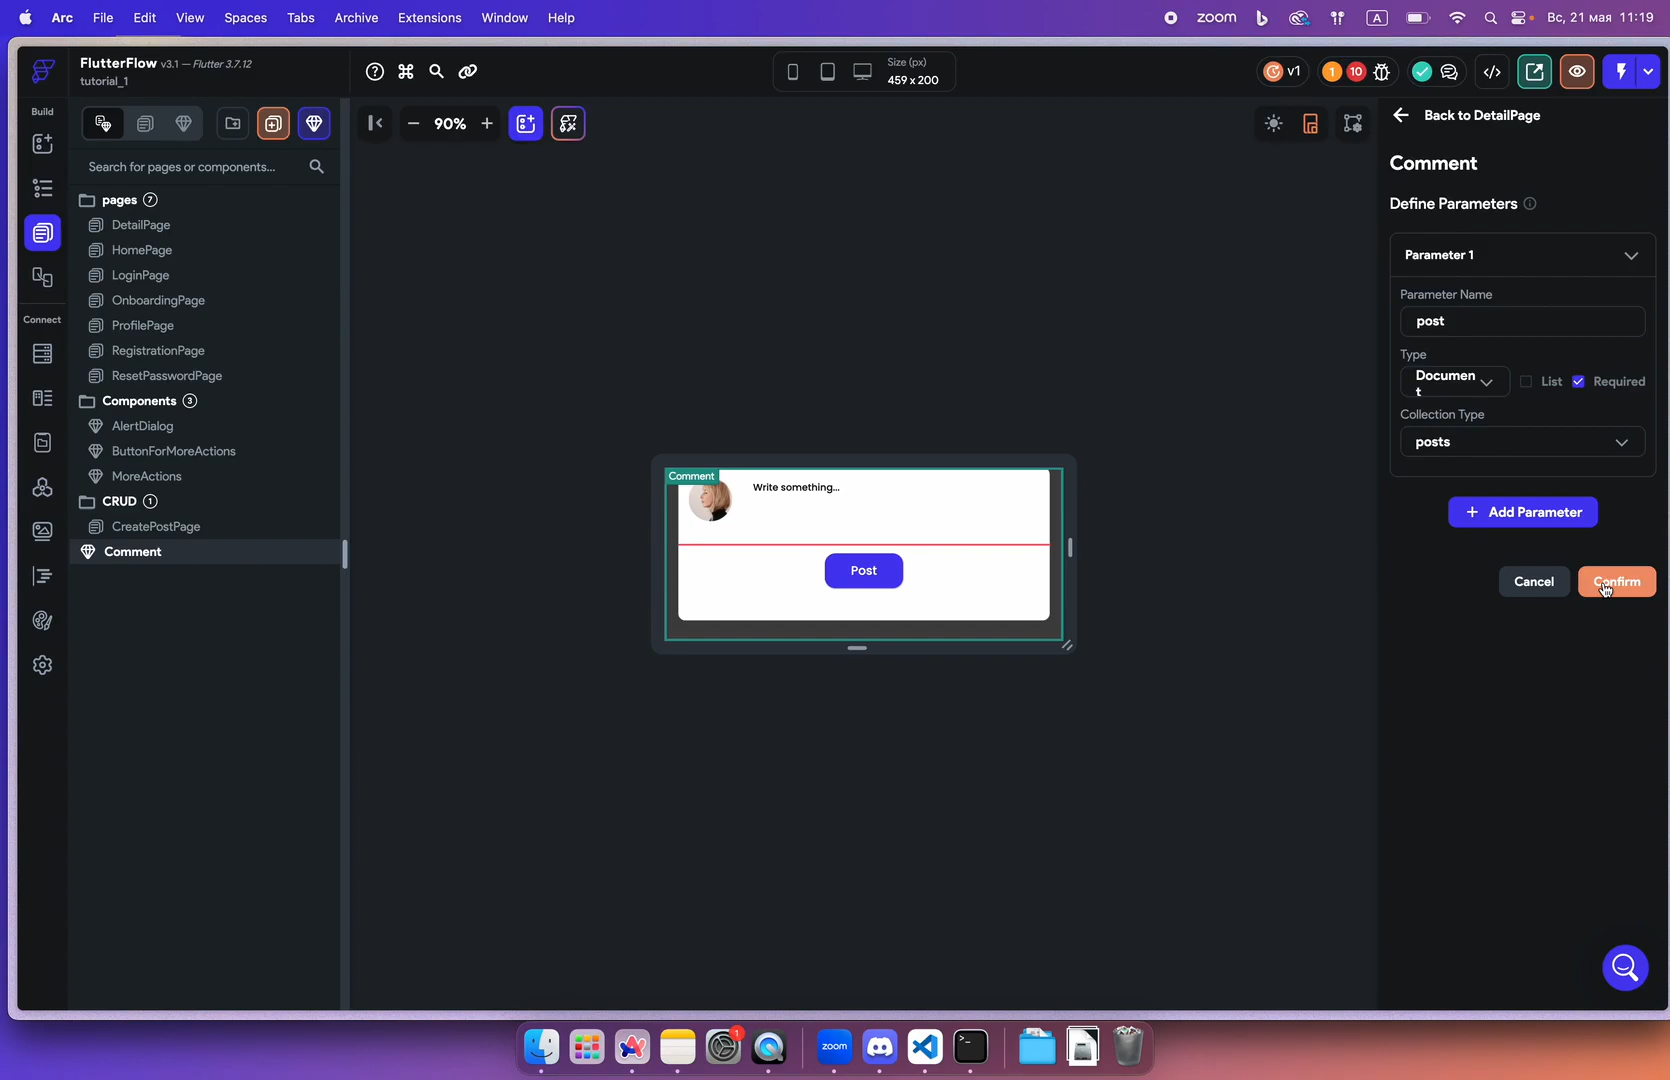 Arc File Edit View Spaces Tabs Archive Extensions Window Help zoom A Вс, 21 мая 11:19
FlutterFlow v3.1 — Flutter 3.7.12
tutorial_1
Size (px)
459 x 200
v1 1 10
Build
90%
Back to DetailPage
Search for pages or components...
Comment
pages 7
DetailPage
Define Parameters
HomePage
Parameter 1
LoginPage
Parameter Name
OnboardingPage
post
Connect
ProfilePage
Type
RegistrationPage
Documen
t
List Required
ResetPasswordPage
Components 3
Collection Type
AlertDialog
posts
ButtonForMoreActions
MoreActions
Comment
Write something...
CRUD 1
Add Parameter
CreatePostPage
Comment
Post
Cancel Confirm
1
zoom